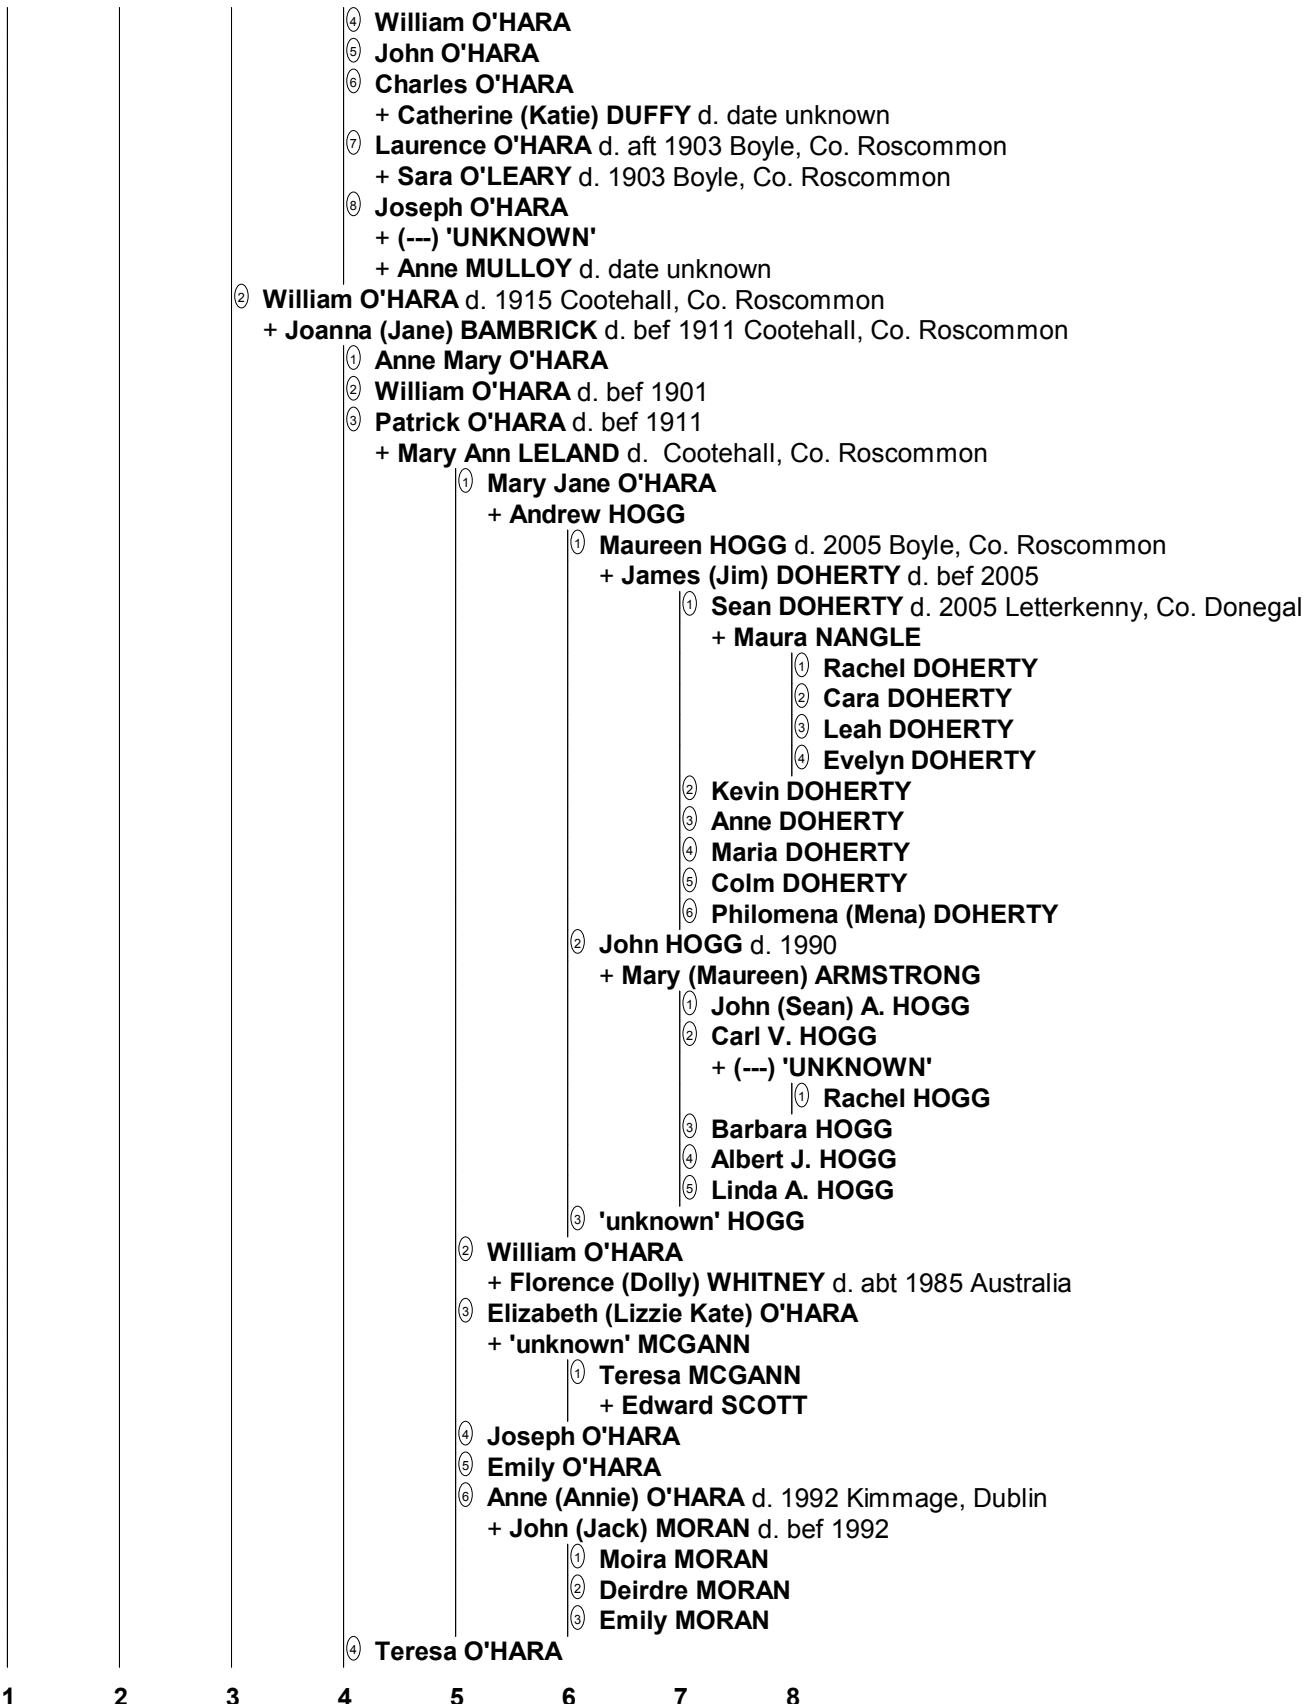 ④ William O'HARA
⑤ John O'HARA
⑥ Charles O'HARA
+ Catherine (Katie) DUFFY d. date unknown
⑦ Laurence O'HARA d. aft 1903 Boyle, Co. Roscommon
+ Sara O'LEARY d. 1903 Boyle, Co. Roscommon
⑧ Joseph O'HARA
+ (---) 'UNKNOWN'
+ Anne MULLOY d. date unknown
② William O'HARA d. 1915 Cootehall, Co. Roscommon
+ Joanna (Jane) BAMBRICK d. bef 1911 Cootehall, Co. Roscommon
① Anne Mary O'HARA
② William O'HARA d. bef 1901
③ Patrick O'HARA d. bef 1911
+ Mary Ann LELAND d.  Cootehall, Co. Roscommon
① Mary Jane O'HARA
+ Andrew HOGG
① Maureen HOGG d. 2005 Boyle, Co. Roscommon
+ James (Jim) DOHERTY d. bef 2005
① Sean DOHERTY d. 2005 Letterkenny, Co. Donegal
+ Maura NANGLE
① Rachel DOHERTY
② Cara DOHERTY
③ Leah DOHERTY
④ Evelyn DOHERTY
② Kevin DOHERTY
③ Anne DOHERTY
④ Maria DOHERTY
⑤ Colm DOHERTY
⑥ Philomena (Mena) DOHERTY
② John HOGG d. 1990
+ Mary (Maureen) ARMSTRONG
① John (Sean) A. HOGG
② Carl V. HOGG
+ (---) 'UNKNOWN'
① Rachel HOGG
③ Barbara HOGG
④ Albert J. HOGG
⑤ Linda A. HOGG
③ 'unknown' HOGG
② William O'HARA
+ Florence (Dolly) WHITNEY d. abt 1985 Australia
③ Elizabeth (Lizzie Kate) O'HARA
+ 'unknown' MCGANN
① Teresa MCGANN
+ Edward SCOTT
④ Joseph O'HARA
⑤ Emily O'HARA
⑥ Anne (Annie) O'HARA d. 1992 Kimmage, Dublin
+ John (Jack) MORAN d. bef 1992
① Moira MORAN
② Deirdre MORAN
③ Emily MORAN
④ Teresa O'HARA
1 2 3 4 5 6 7 8